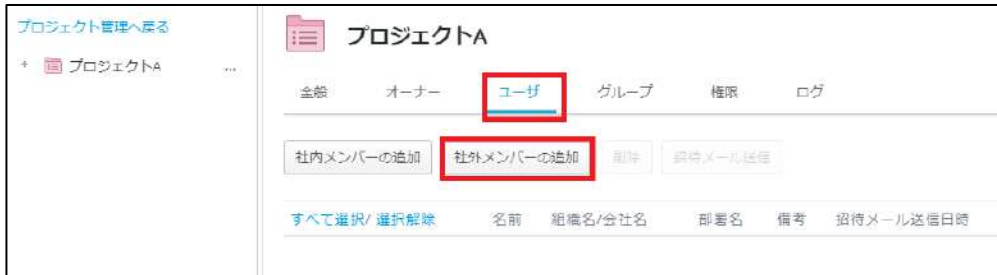 プロジェクト管理へ戻る
プロジェクトA
+ プロジェクトA ...
全般 オーナー ユーザ グループ 権限 ログ
社内メンバーの追加 社外メンバーの追加 削除 招待メール送信
すべて選択/ 選択解除 名前 組織名/会社名 部署名 備考 招待メール送信日時